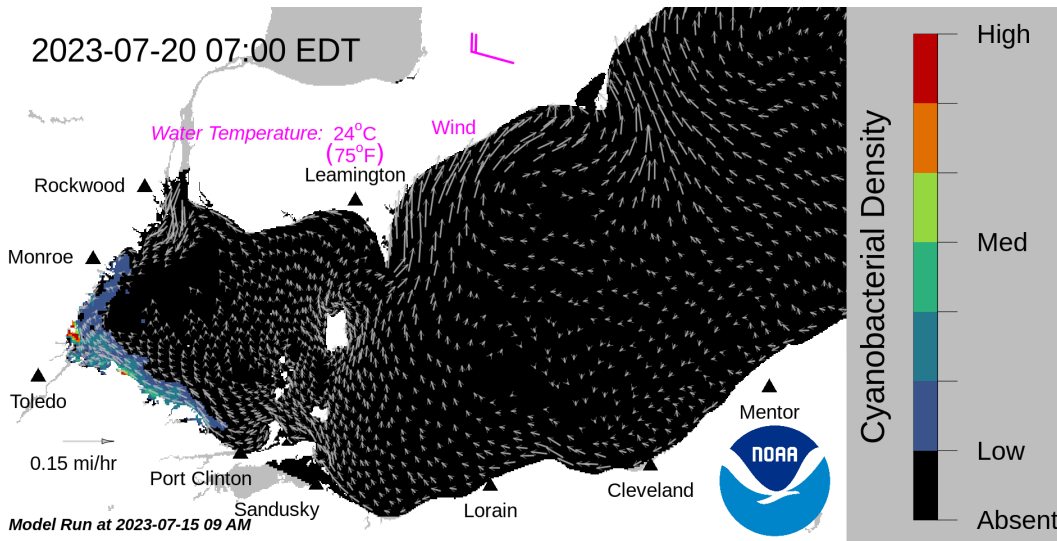 2023-07-20 07:00 EDT
High
Water Temperature: 24°C
(75°F)
Wind
Leamington
Rockwood
Monroe
Med
Cyanobacterial Density
Toledo
Mentor
0.15 mi/hr
NOAA
Low
Port Clinton
Sandusky
Lorain
Cleveland
Model Run at 2023-07-15 09 AM
Absent